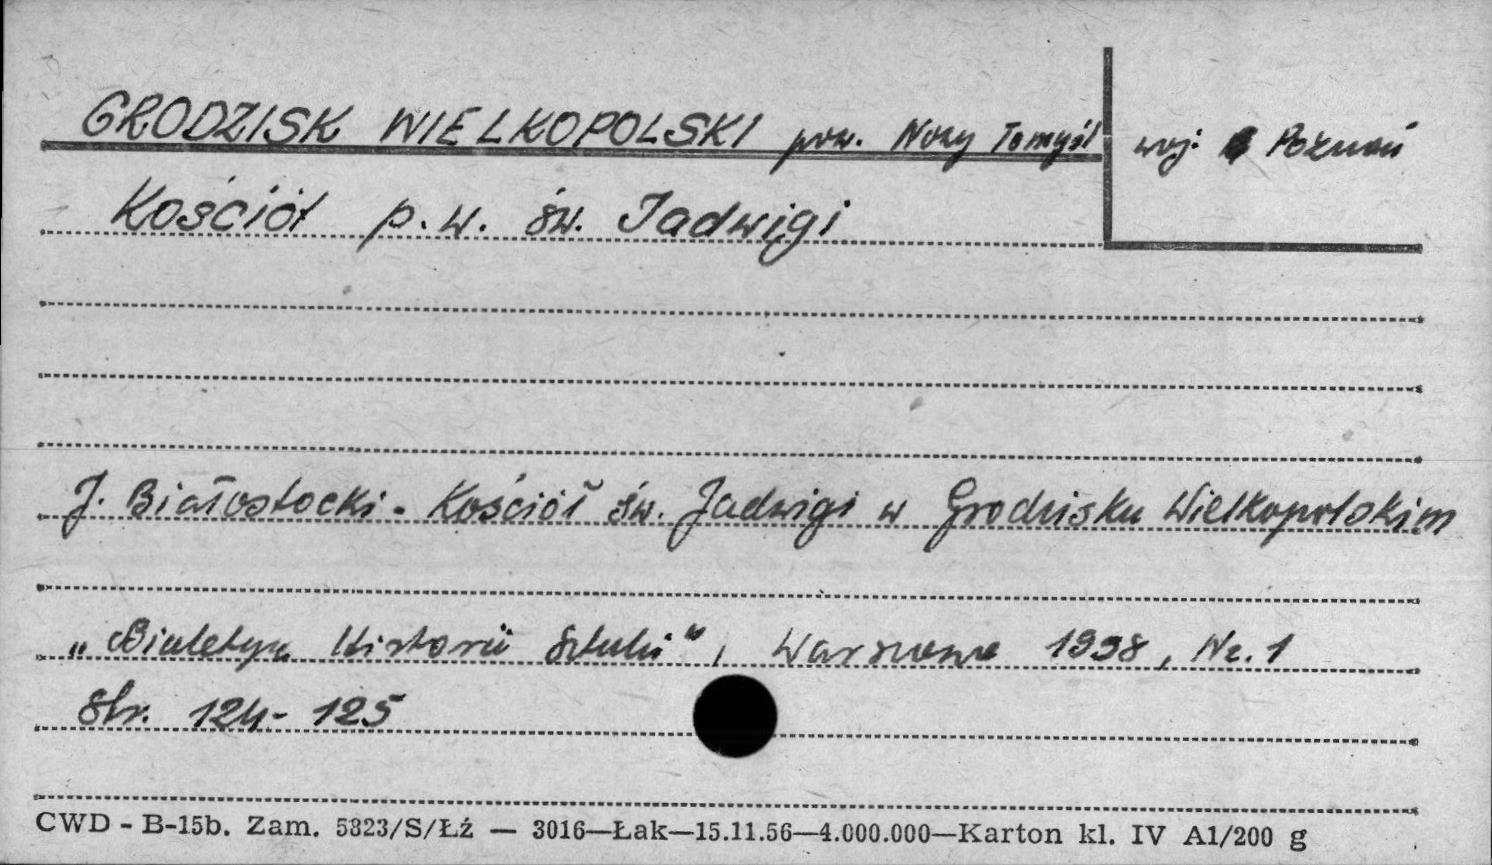 GRODZISK WIELKOPOLSKI pow. Nowy Tomyśl woj. Poznań
Kościół p.w. św. Jadwigi
J. Białostocki - Kościół św. Jadwigi w Grodzisku Wielkopolskim
„Biuletyn Historii Sztuki", Warszawa 1938, Nr. 1
Str. 124-125
CWD - B-15b. Zam. 5323/S/Łź — 3016—Łak—15.11.56—4.000.000—Karton kl. IV A1/200 g